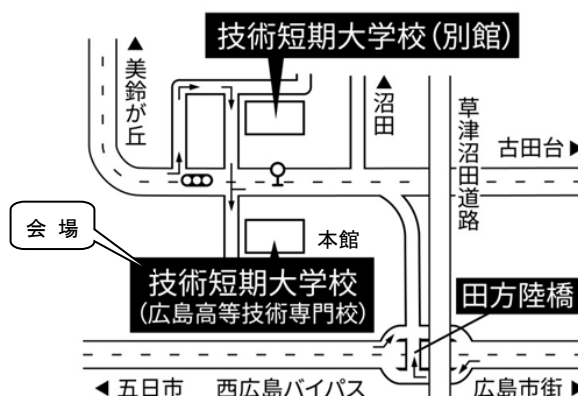 技術短期大学校(別館)
▲美鈴が丘
▲沼田
草津沼田道路
古田台▶
会 場
本館
技術短期大学校
(広島高等技術専門校)
田方陸橋
◀五日市
西広島バイパス
広島市街▶